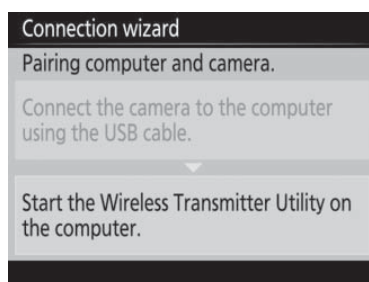 Connection wizard
Pairing computer and camera.
Connect the camera to the computer
using the USB cable.
Start the Wireless Transmitter Utility on
the computer.